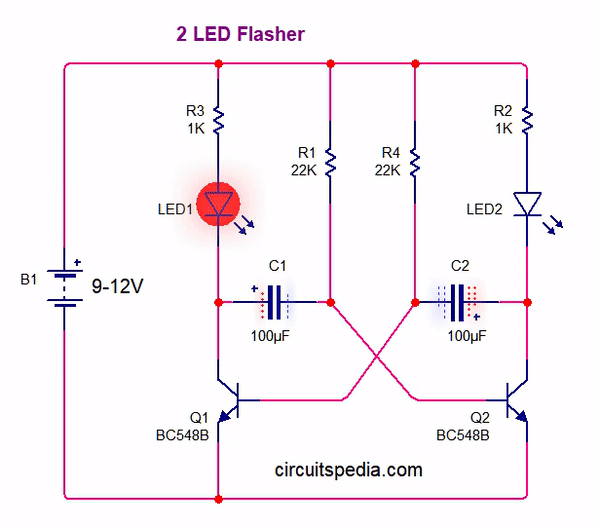 2 LED Flasher
R3
1K
R1
22K
R4
22K
R2
1K
LED1
LED2
B1
+
9-12V
C1
+
100µF
C2
+
100µF
Q1
BC548B
Q2
BC548B
circuitspedia.com